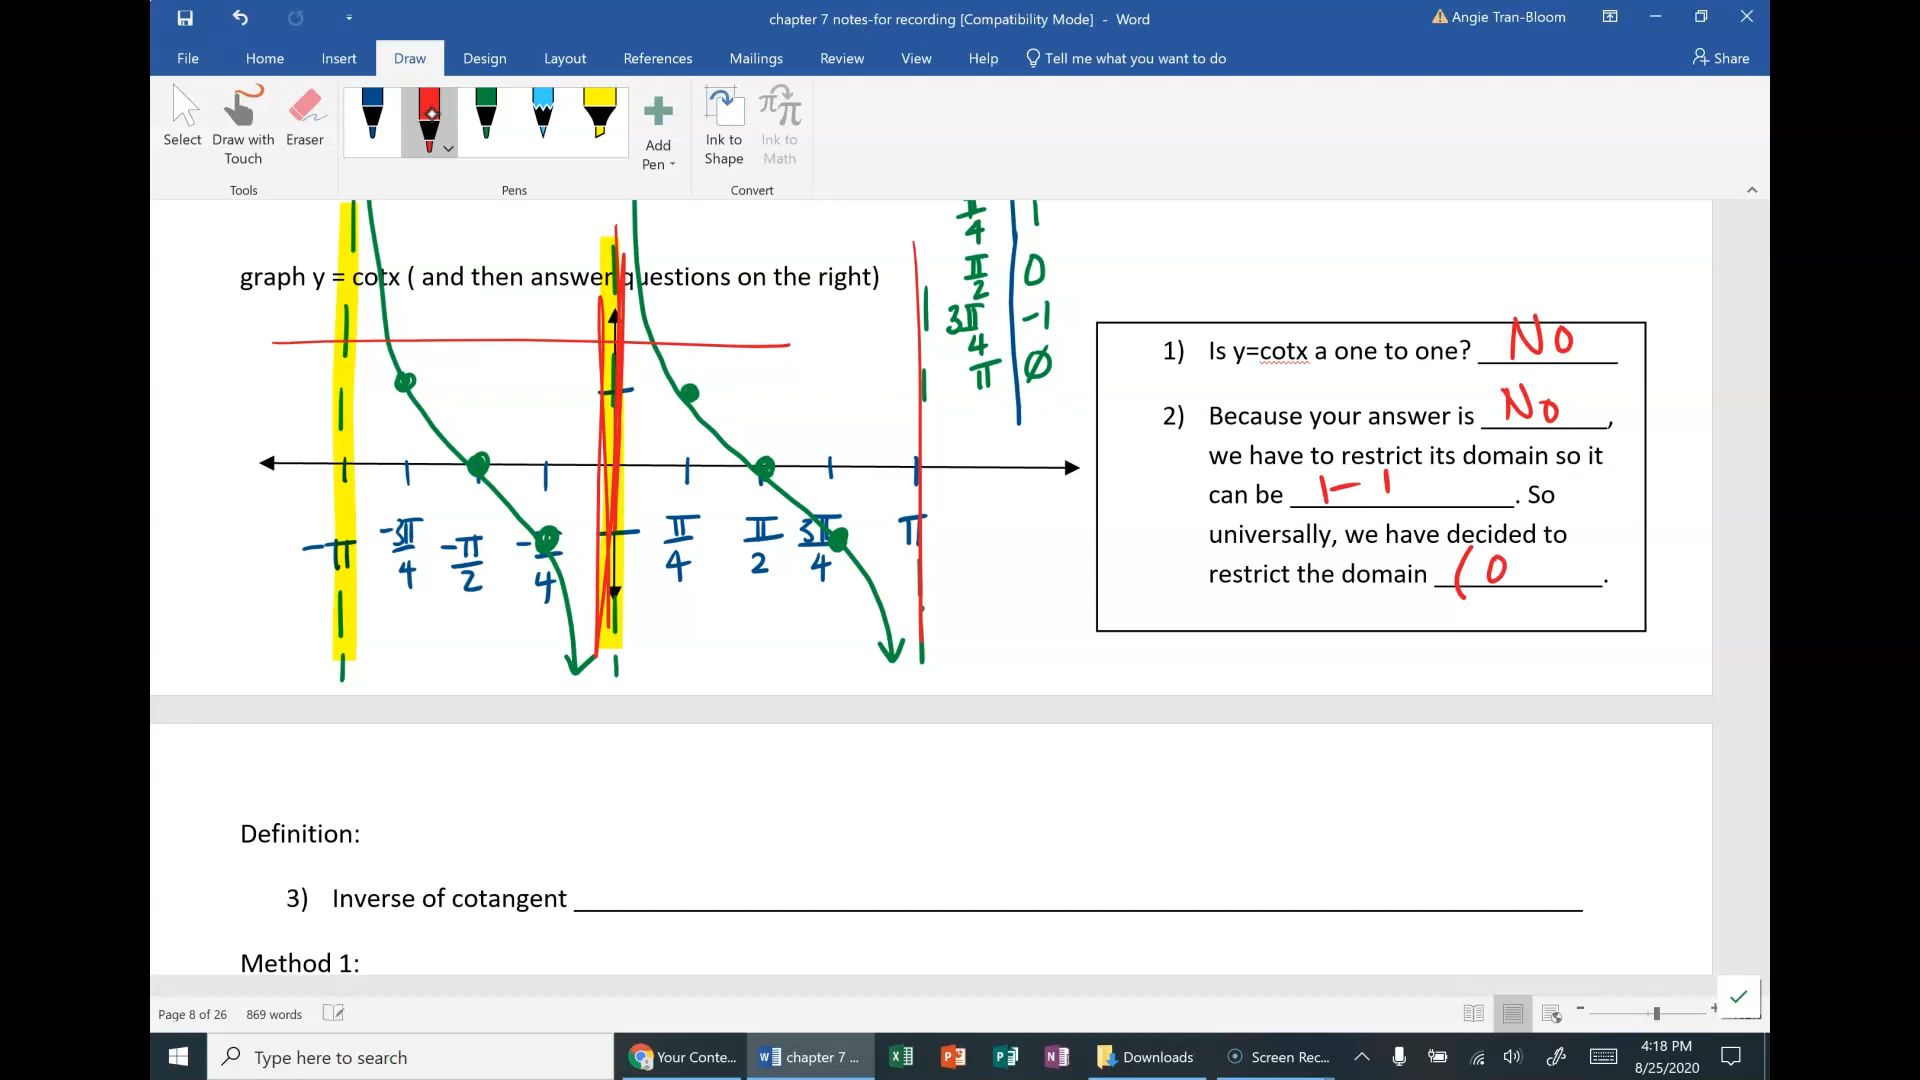 chapter 7 notes-for recording [Compatibility Mode] - Word
Angie Tran-Bloom
File Home Insert Draw Design Layout References Mailings Review View Help Tell me what you want to do Share
Select
Draw with Touch
Eraser
Add Pen
Ink to Shape
Ink to Math
Tools
Pens
Convert
π/4 1
graph y = cotx ( and then answer questions on the right)
π/2 0
3π/4 -1
π Ø
-π -3π/4 -π/2 π/4 π/2 3π/4 π
1) Is y=cotx a one to one? No
2) Because your answer is No,
we have to restrict its domain so it
can be 1-1. So
universally, we have decided to
restrict the domain (0.
Definition:
3) Inverse of cotangent
Method 1:
Page 8 of 26 869 words
Type here to search
Your Conte...
chapter 7 ...
Downloads
Screen Rec...
4:18 PM
8/25/2020